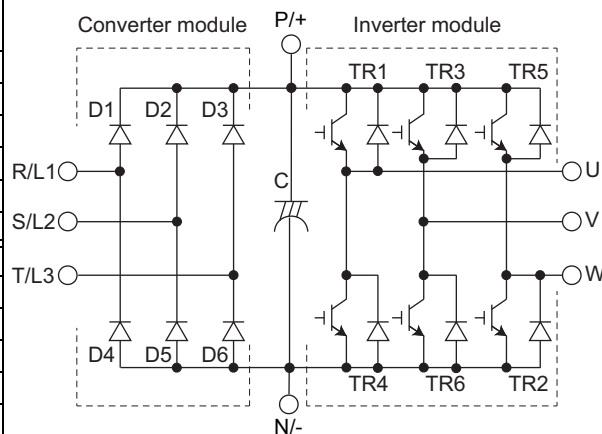 Converter module
P/+
Inverter module
TR1
TR3
TR5
D1
D2
D3
R/L1
U
C
S/L2
V
T/L3
W
D4
D5
D6
TR4
TR6
TR2
N/-